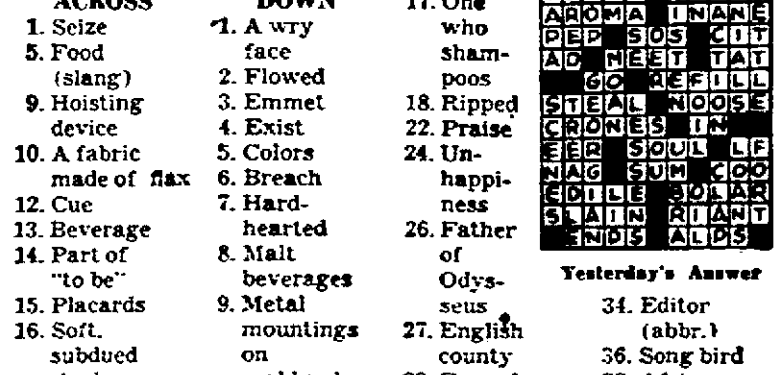 ACROSS
1. Seize
5. Food
(slang)
9. Hoisting
device
10. A fabric
made of flax
12. Cue
13. Beverage
14. Part of
"to be"
15. Placards
16. Soft.
subdued
DOWN
1. A wry
face
2. Flowed
3. Emmet
4. Exist
5. Colors
6. Breach
7. Hard-
hearted
8. Malt
beverages
9. Metal
mountings
on
17. One
who
sham-
poos
18. Ripped
22. Praise
24. Un-
happi-
ness
26. Father
of
Odys-
seus
27. English
county
AROMA INANE
PEP SOS CIT
AD NEET TAT
GO REFILL
STEAL NOOSE
CRONES IN
EER SOUL LF
NAG SUM COO
EDILE SOLAR
SLAIN RIANT
ENDS ALPS
Yesterday's Answer
34. Editor
(abbr.)
36. Song bird